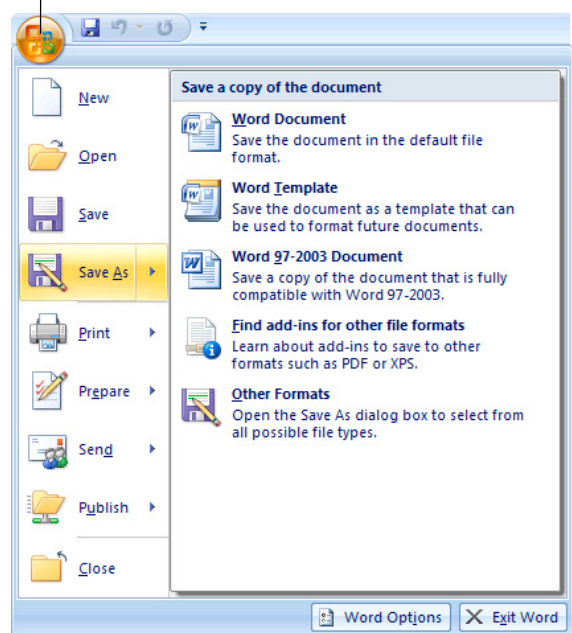 New
Open
Save
Save As
Print
Prepare
Send
Publish
Close
Save a copy of the document
Word Document
Save the document in the default file
format.
Word Template
Save the document as a template that can
be used to format future documents.
Word 97-2003 Document
Save a copy of the document that is fully
compatible with Word 97-2003.
Find add-ins for other file formats
Learn about add-ins to save to other
formats such as PDF or XPS.
Other Formats
Open the Save As dialog box to select from
all possible file types.
Word Options
Exit Word